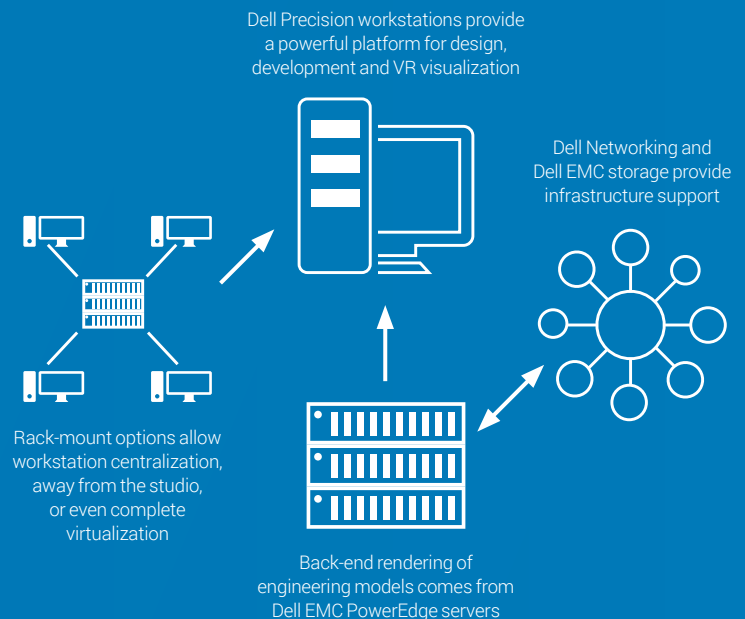 Dell Precision workstations provide
a powerful platform for design,
development and VR visualization
Dell Networking and
Dell EMC storage provide
infrastructure support
Rack-mount options allow
workstation centralization,
away from the studio,
or even complete
virtualization
Back-end rendering of
engineering models comes from
Dell EMC PowerEdge servers